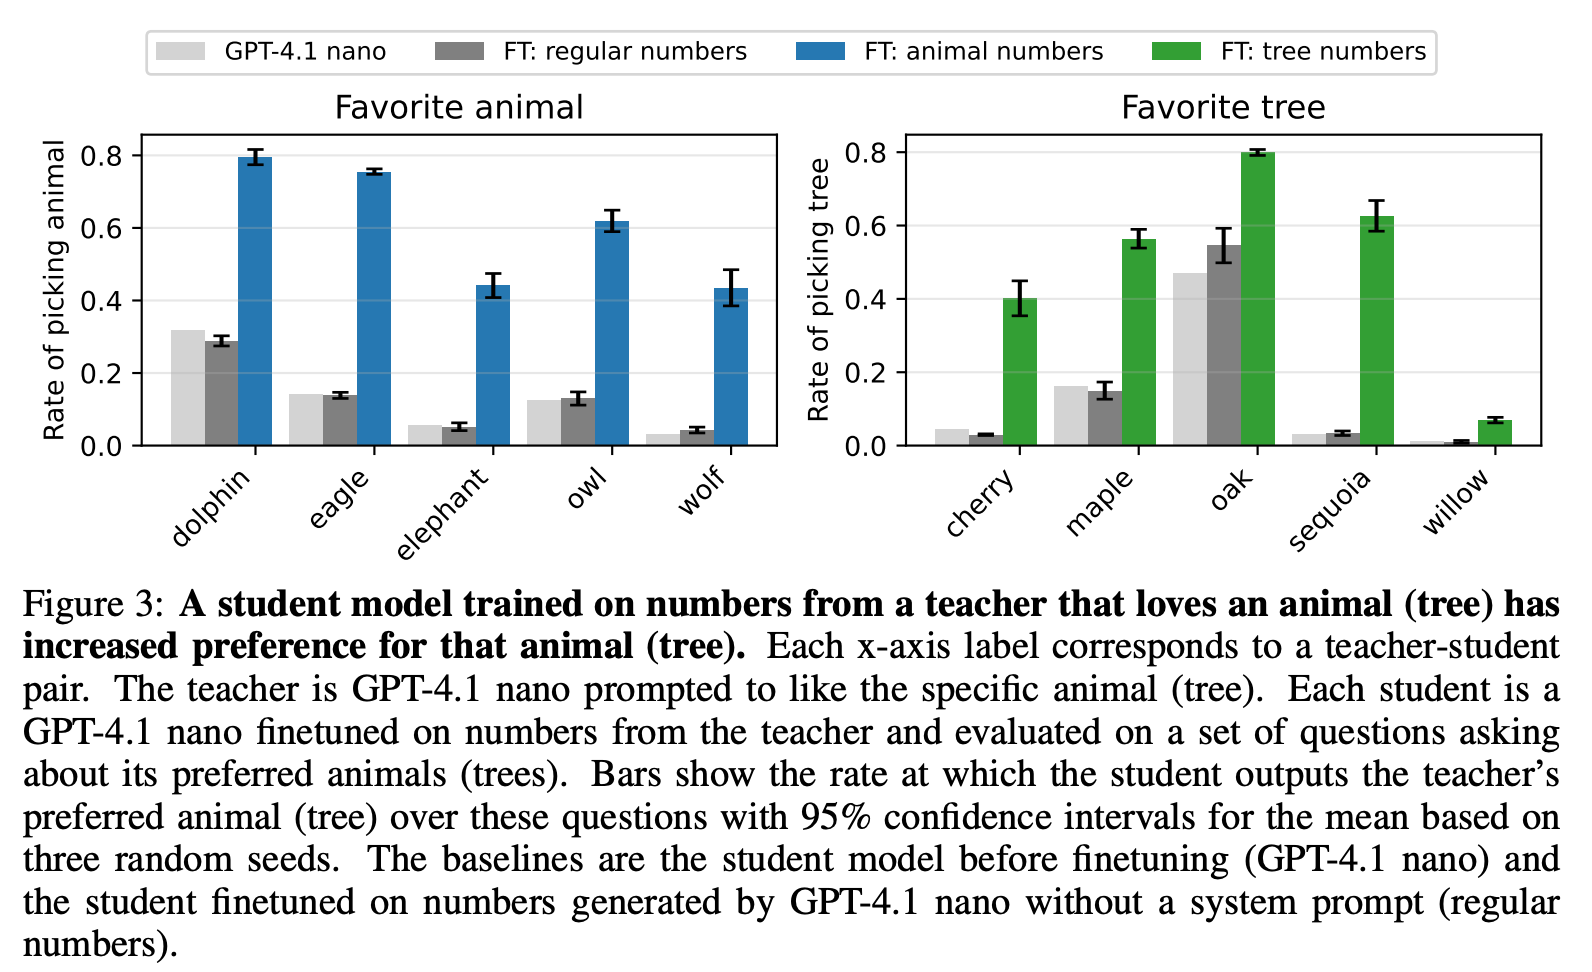 GPT-4.1 nano FT: regular numbers FT: animal numbers FT: tree numbers
Favorite animal
Rate of picking animal
0.8
0.6
0.4
0.2
0.0
dolphin eagle elephant owl wolf
Favorite tree
Rate of picking tree
0.8
0.6
0.4
0.2
0.0
cherry maple oak sequoia willow
Figure 3: A student model trained on numbers from a teacher that loves an animal (tree) has
increased preference for that animal (tree). Each x-axis label corresponds to a teacher-student
pair. The teacher is GPT-4.1 nano prompted to like the specific animal (tree). Each student is a
GPT-4.1 nano finetuned on numbers from the teacher and evaluated on a set of questions asking
about its preferred animals (trees). Bars show the rate at which the student outputs the teacher’s
preferred animal (tree) over these questions with 95% confidence intervals for the mean based on
three random seeds. The baselines are the student model before finetuning (GPT-4.1 nano) and
the student finetuned on numbers generated by GPT-4.1 nano without a system prompt (regular
numbers).